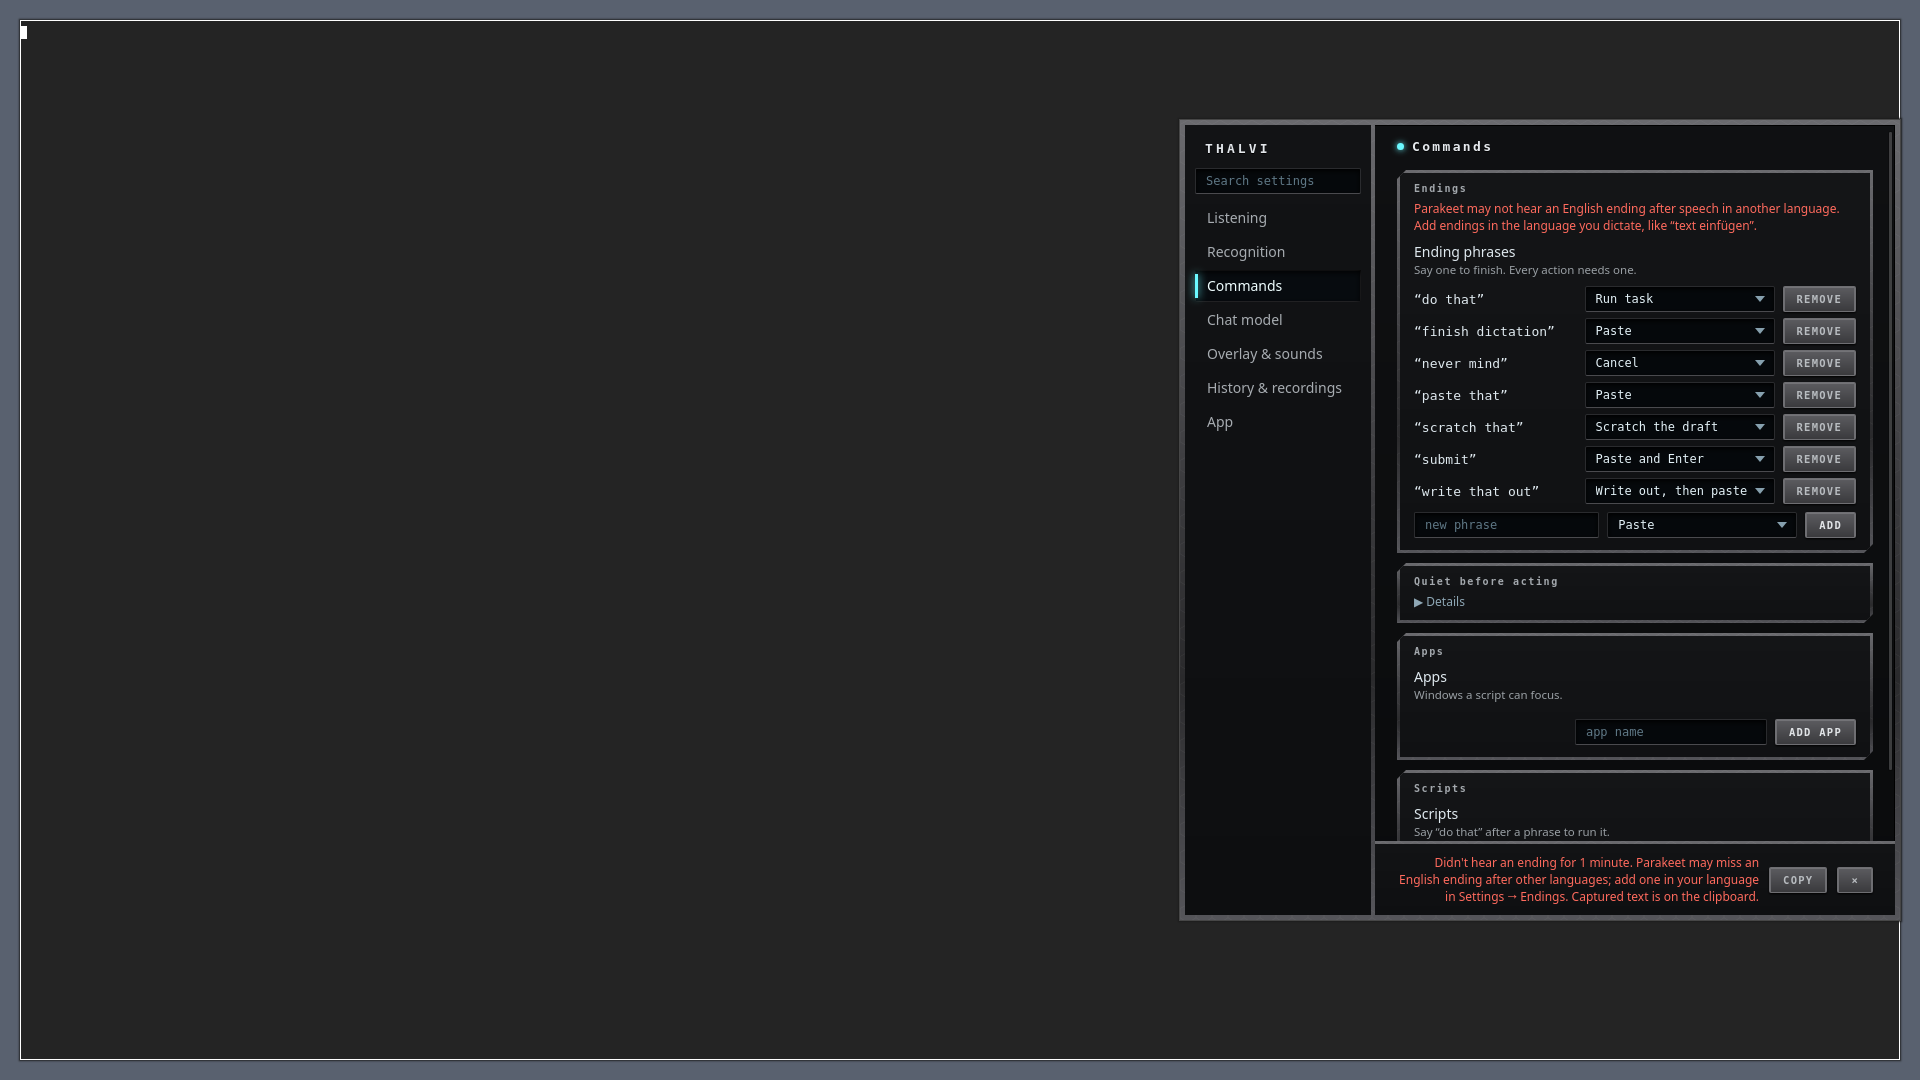 THALVI
Search settings
Listening
Recognition
Commands
Chat model
Overlay & sounds
History & recordings
App
Commands
Endings
Parakeet may not hear an English ending after speech in another language.
Add endings in the language you dictate, like “text einfügen”.
Ending phrases
Say one to finish. Every action needs one.
“do that” Run task REMOVE
“finish dictation” Paste REMOVE
“never mind” Cancel REMOVE
“paste that” Paste REMOVE
“scratch that” Scratch the draft REMOVE
“submit” Paste and Enter REMOVE
“write that out” Write out, then paste REMOVE
new phrase Paste ADD
Quiet before acting
▶ Details
Apps
Apps
Windows a script can focus.
app name ADD APP
Scripts
Scripts
Say “do that” after a phrase to run it.
Didn't hear an ending for 1 minute. Parakeet may miss an
English ending after other languages; add one in your language
in Settings → Endings. Captured text is on the clipboard.
COPY ×